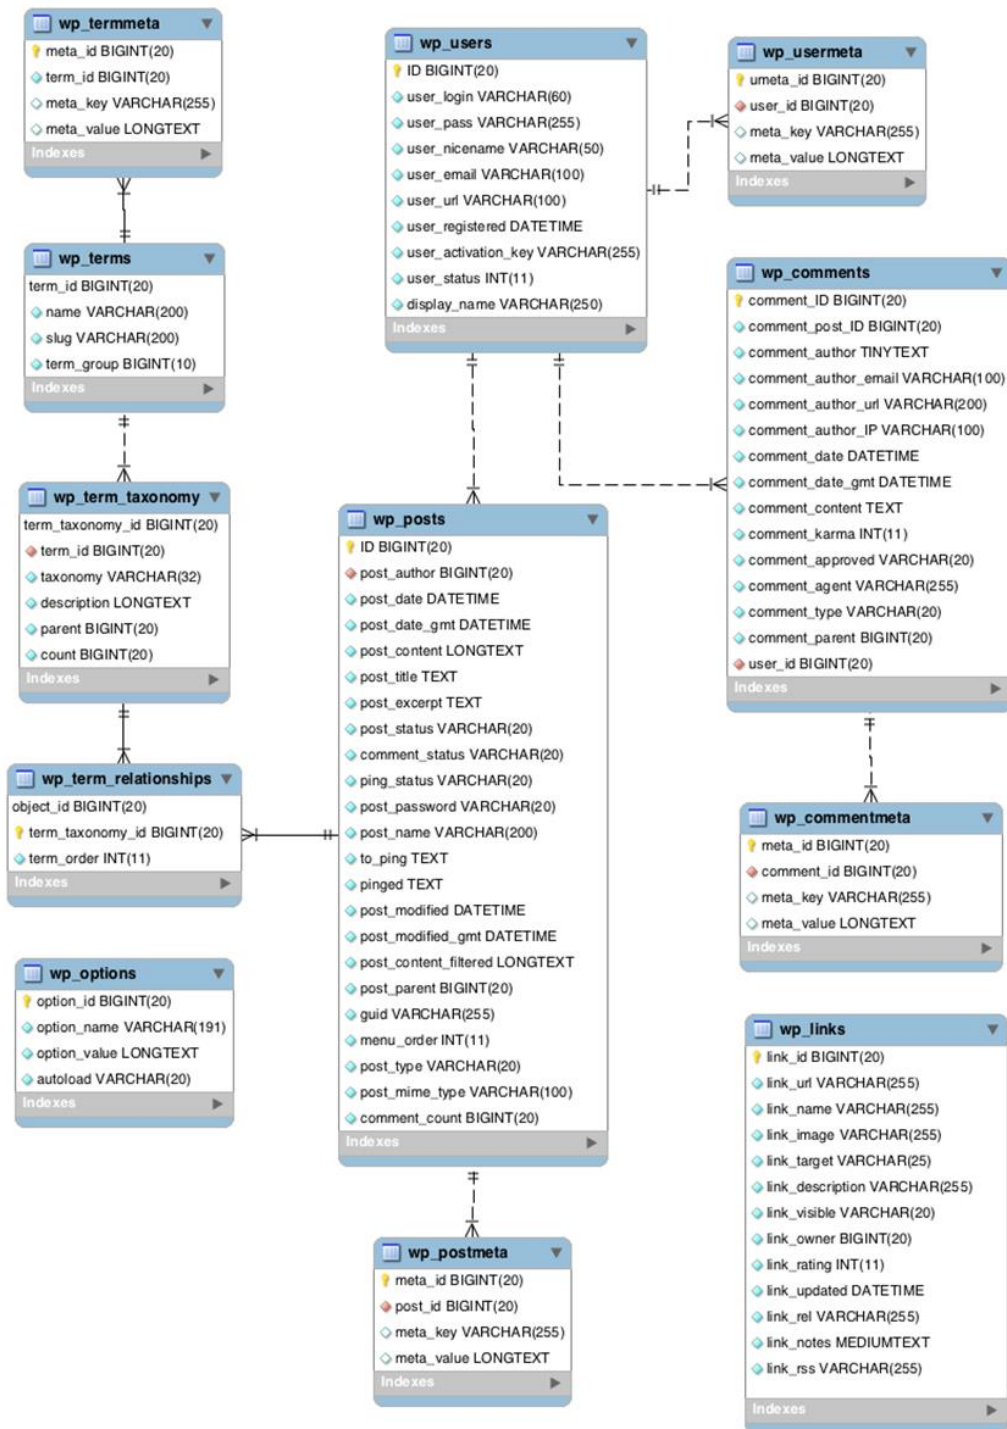 wp_termmeta
meta_id BIGINT(20)
term_id BIGINT(20)
meta_key VARCHAR(255)
meta_value LONGTEXT
Indexes
wp_terms
term_id BIGINT(20)
name VARCHAR(200)
slug VARCHAR(200)
term_group BIGINT(10)
Indexes
wp_term_taxonomy
term_taxonomy_id BIGINT(20)
term_id BIGINT(20)
taxonomy VARCHAR(32)
description LONGTEXT
parent BIGINT(20)
count BIGINT(20)
Indexes
wp_term_relationships
object_id BIGINT(20)
term_taxonomy_id BIGINT(20)
term_order INT(11)
Indexes
wp_options
option_id BIGINT(20)
option_name VARCHAR(191)
option_value LONGTEXT
autoload VARCHAR(20)
Indexes
wp_users
ID BIGINT(20)
user_login VARCHAR(60)
user_pass VARCHAR(255)
user_nicename VARCHAR(50)
user_email VARCHAR(100)
user_url VARCHAR(100)
user_registered DATETIME
user_activation_key VARCHAR(255)
user_status INT(11)
display_name VARCHAR(250)
Indexes
wp_posts
ID BIGINT(20)
post_author BIGINT(20)
post_date DATETIME
post_date_gmt DATETIME
post_content LONGTEXT
post_title TEXT
post_excerpt TEXT
post_status VARCHAR(20)
comment_status VARCHAR(20)
ping_status VARCHAR(20)
post_password VARCHAR(20)
post_name VARCHAR(200)
to_ping TEXT
pinged TEXT
post_modified DATETIME
post_modified_gmt DATETIME
post_content_filtered LONGTEXT
post_parent BIGINT(20)
guid VARCHAR(255)
menu_order INT(11)
post_type VARCHAR(20)
post_mime_type VARCHAR(100)
comment_count BIGINT(20)
Indexes
wp_postmeta
meta_id BIGINT(20)
post_id BIGINT(20)
meta_key VARCHAR(255)
meta_value LONGTEXT
Indexes
wp_usermeta
umeta_id BIGINT(20)
user_id BIGINT(20)
meta_key VARCHAR(255)
meta_value LONGTEXT
Indexes
wp_comments
comment_ID BIGINT(20)
comment_post_ID BIGINT(20)
comment_author TINYTEXT
comment_author_email VARCHAR(100)
comment_author_url VARCHAR(200)
comment_author_IP VARCHAR(100)
comment_date DATETIME
comment_date_gmt DATETIME
comment_content TEXT
comment_karma INT(11)
comment_approved VARCHAR(20)
comment_agent VARCHAR(255)
comment_type VARCHAR(20)
comment_parent BIGINT(20)
user_id BIGINT(20)
Indexes
wp_commentmeta
meta_id BIGINT(20)
comment_id BIGINT(20)
meta_key VARCHAR(255)
meta_value LONGTEXT
Indexes
wp_links
link_id BIGINT(20)
link_url VARCHAR(255)
link_name VARCHAR(255)
link_image VARCHAR(255)
link_target VARCHAR(25)
link_description VARCHAR(255)
link_visible VARCHAR(20)
link_owner BIGINT(20)
link_rating INT(11)
link_updated DATETIME
link_rel VARCHAR(255)
link_notes MEDIUMTEXT
link_rss VARCHAR(255)
Indexes